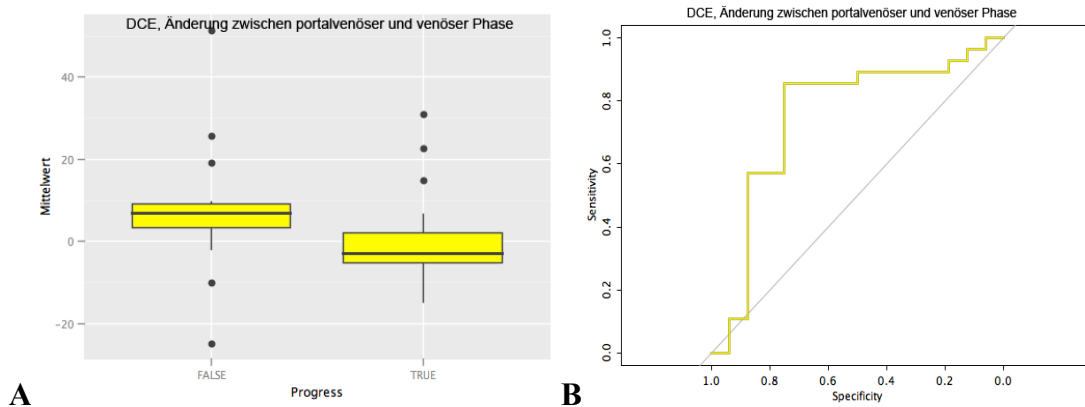 DCE, Änderung zwischen portalvenöser und venöser Phase
Mittelwert
40
20
0
−20
FALSE
TRUE
Progress
A
DCE, Änderung zwischen portalvenöser und venöser Phase
Sensitivity
1.0
0.8
0.6
0.4
0.2
0.0
1.0
0.8
0.6
0.4
0.2
0.0
Specificity
B